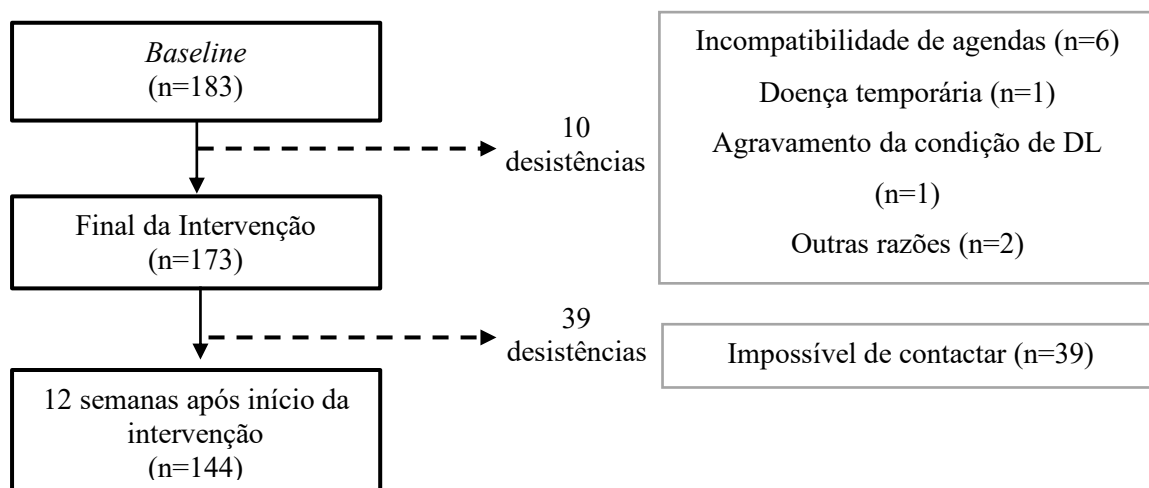 Baseline
(n=183)
10
desistências
Incompatibilidade de agendas (n=6)
Doença temporária (n=1)
Agravamento da condição de DL
(n=1)
Outras razões (n=2)
Final da Intervenção
(n=173)
39
desistências
Impossível de contactar (n=39)
12 semanas após início da
intervenção
(n=144)